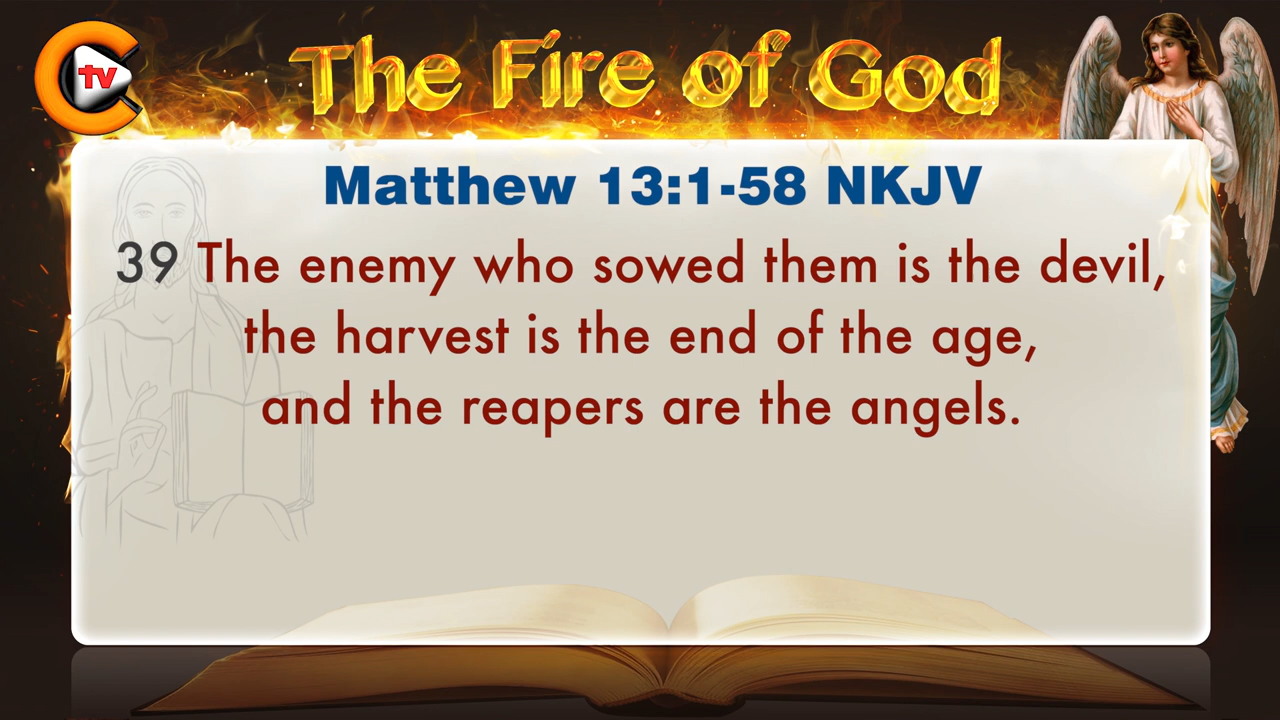 tv
The Fire of God
Matthew 13:1-58 NKJV
39 The enemy who sowed them is the devil,
the harvest is the end of the age,
and the reapers are the angels.